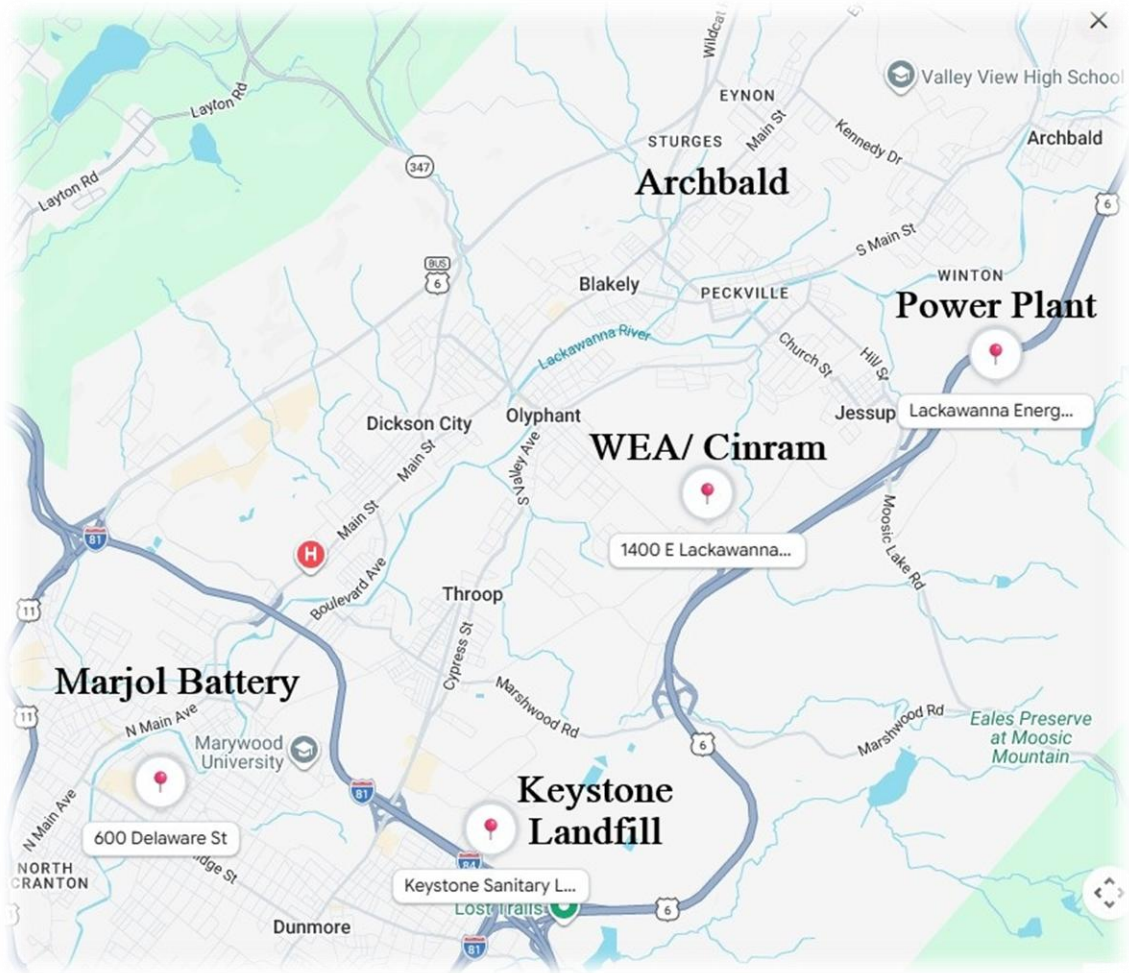 Wildcat
Valley View High School
EYNON
Layton Rd
Main St
Kennedy Dr
STURGES
Archbald
347
Archbald
Layton Rd
6
S Main St
BUS
6
WINTON
Blakely
PECKVILLE
Power Plant
Lackawanna River
Church St
Hill St
Lackawanna Energ...
Jessup
Olyphant
Dickson City
WEA/ Cinram
Main St
S Valley Ave
1400 E Lackawanna...
Main St
Moosic Lake Rd
81
H
Boulevard Ave
Throop
11
Cypress St
Marjol Battery
Marshwood Rd
N Main Ave
11
Marshwood Rd
Eales Preserve
at Moosic
Mountain
Marywood
University
6
81
Keystone
Landfill
600 Delaware St
N Main Ave
84
Keystone Sanitary L...
NORTH
CRANTON
idge St
Lost Trails
6
Dunmore
81